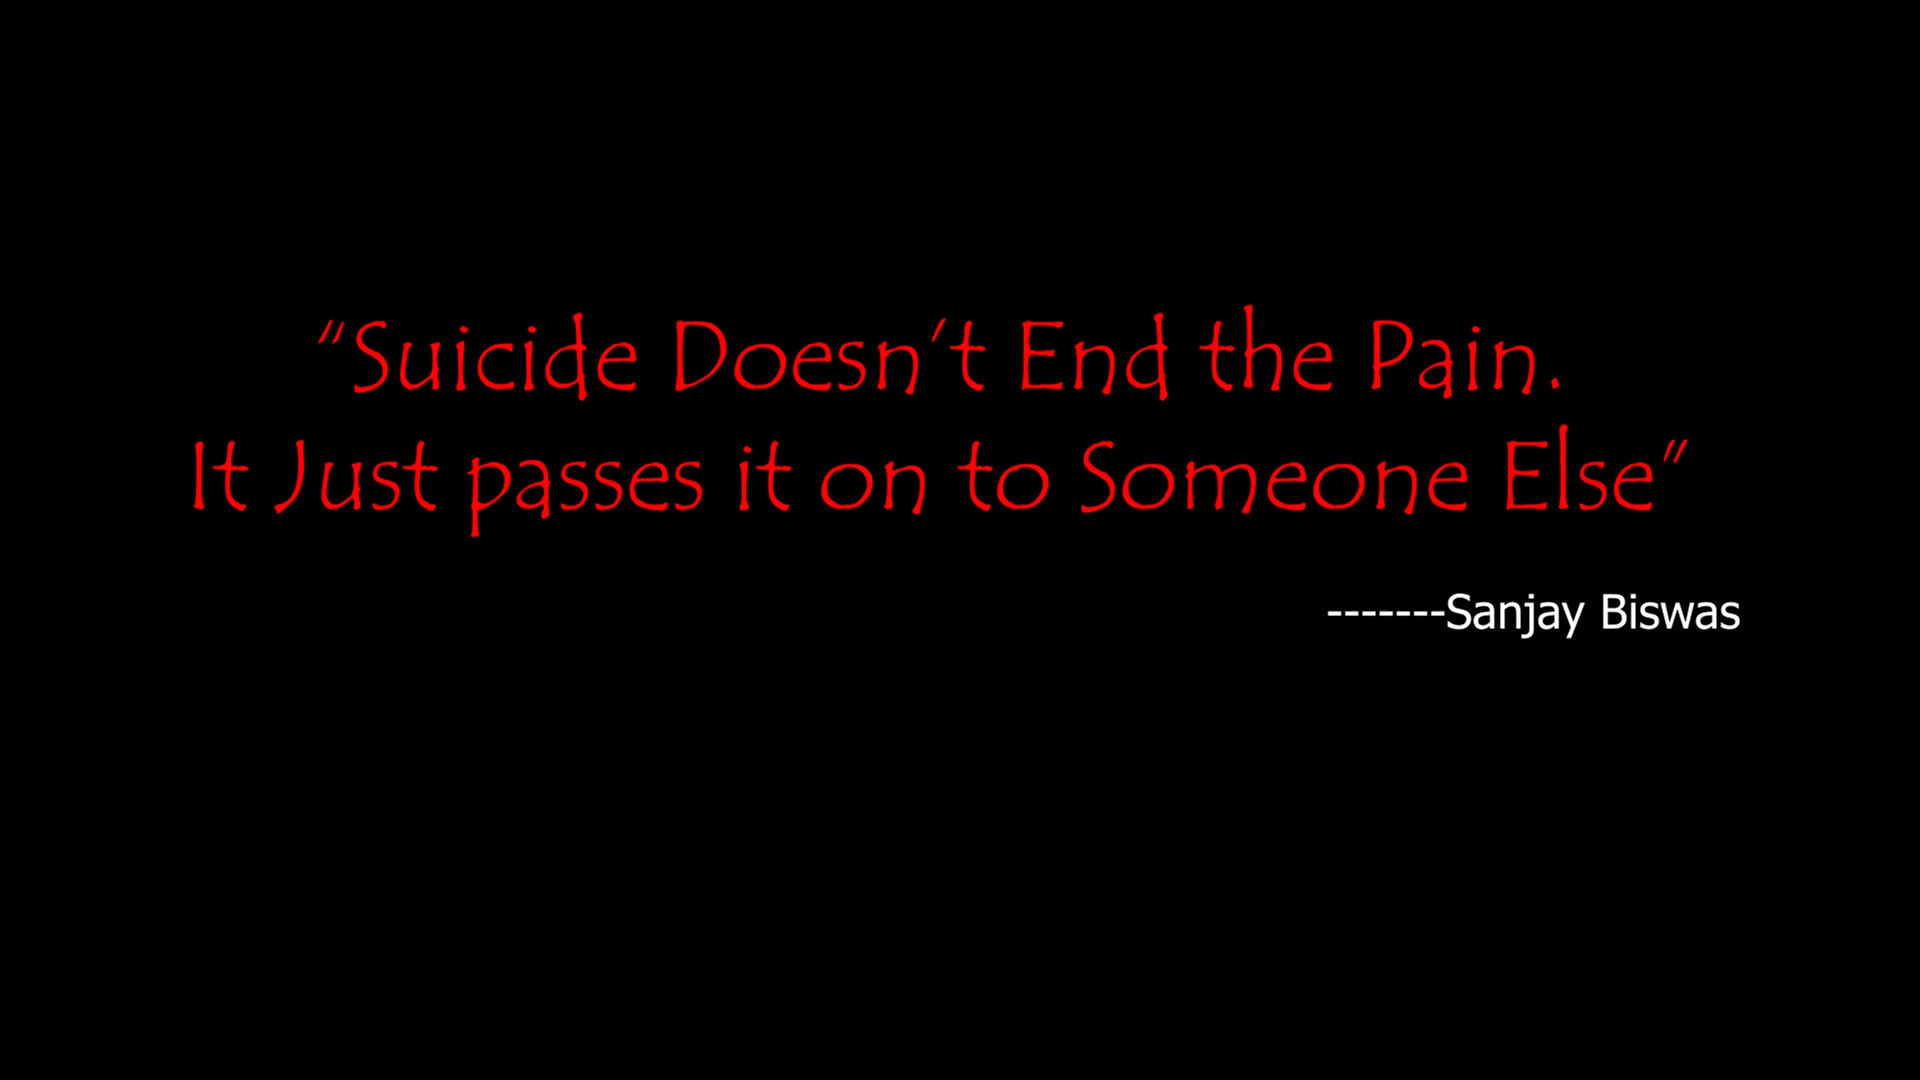 “Suicide Doesn’t End the Pain.
It Just passes it on to Someone Else”
-------Sanjay Biswas